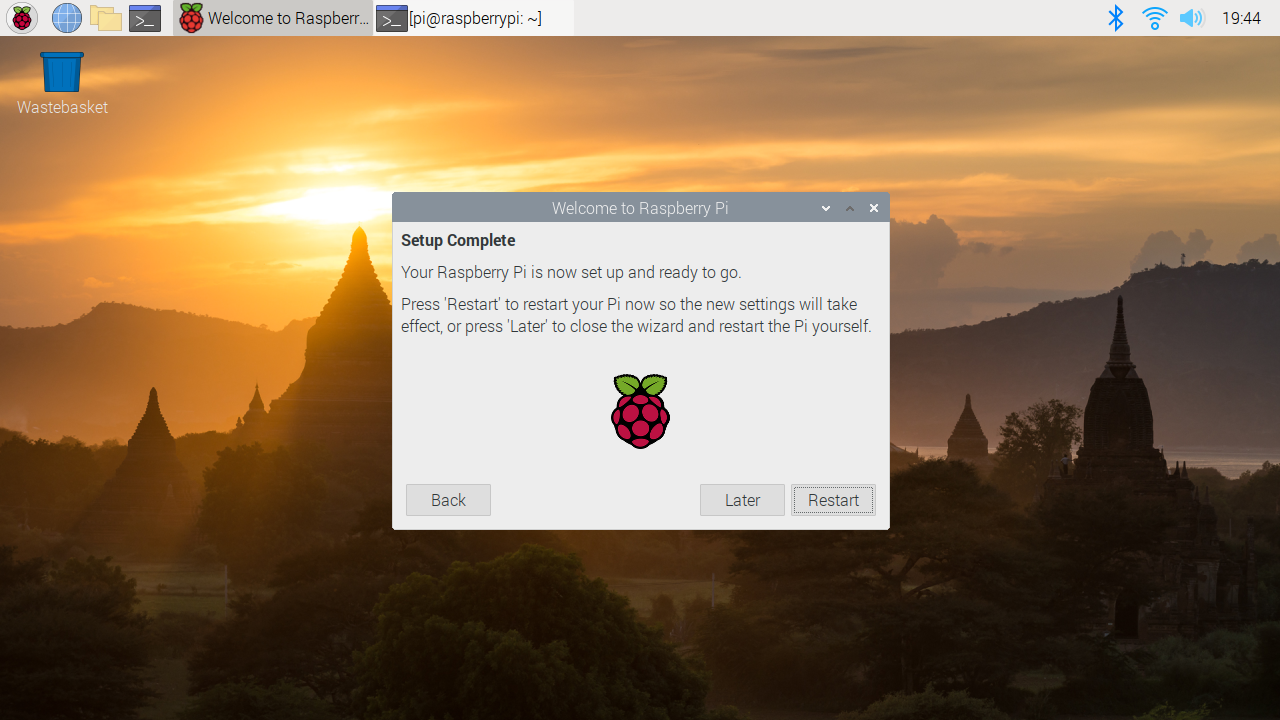 Welcome to Raspberr... [pi@raspberrypi: ~] 19:44
Wastebasket
Welcome to Raspberry Pi
Setup Complete
Your Raspberry Pi is now set up and ready to go.
Press 'Restart' to restart your Pi now so the new settings will take
effect, or press 'Later' to close the wizard and restart the Pi yourself.
Back Later Restart